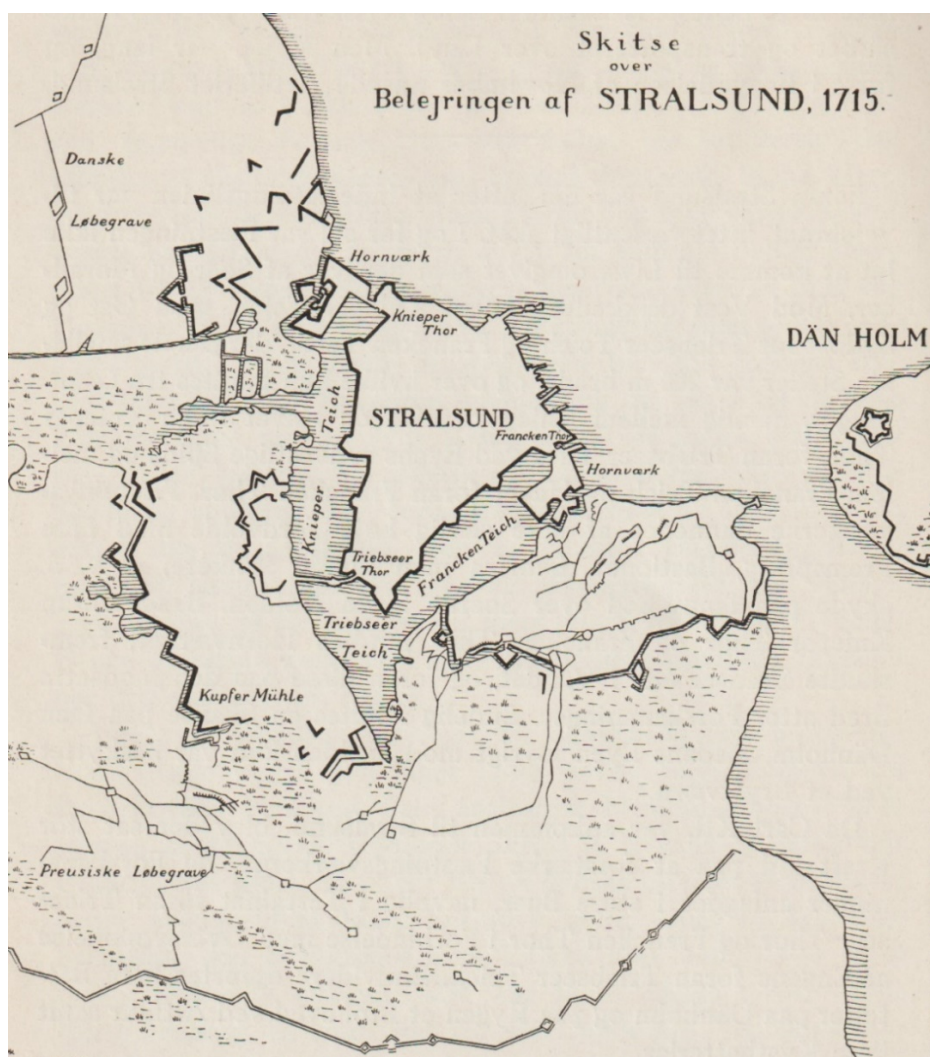 Skitse
over
Belejringen af STRALSUND, 1715.
Danske
Løbegrave
Hornværk
Knieper
Thor
DÄN HOLM
Teich
STRALSUND
Francken Thor
Hornværk
Knieper
Francken Teich
Triebseer
Thor
Triebseer
Teich
Kupfer Mühle
Preusiske Løbegrave